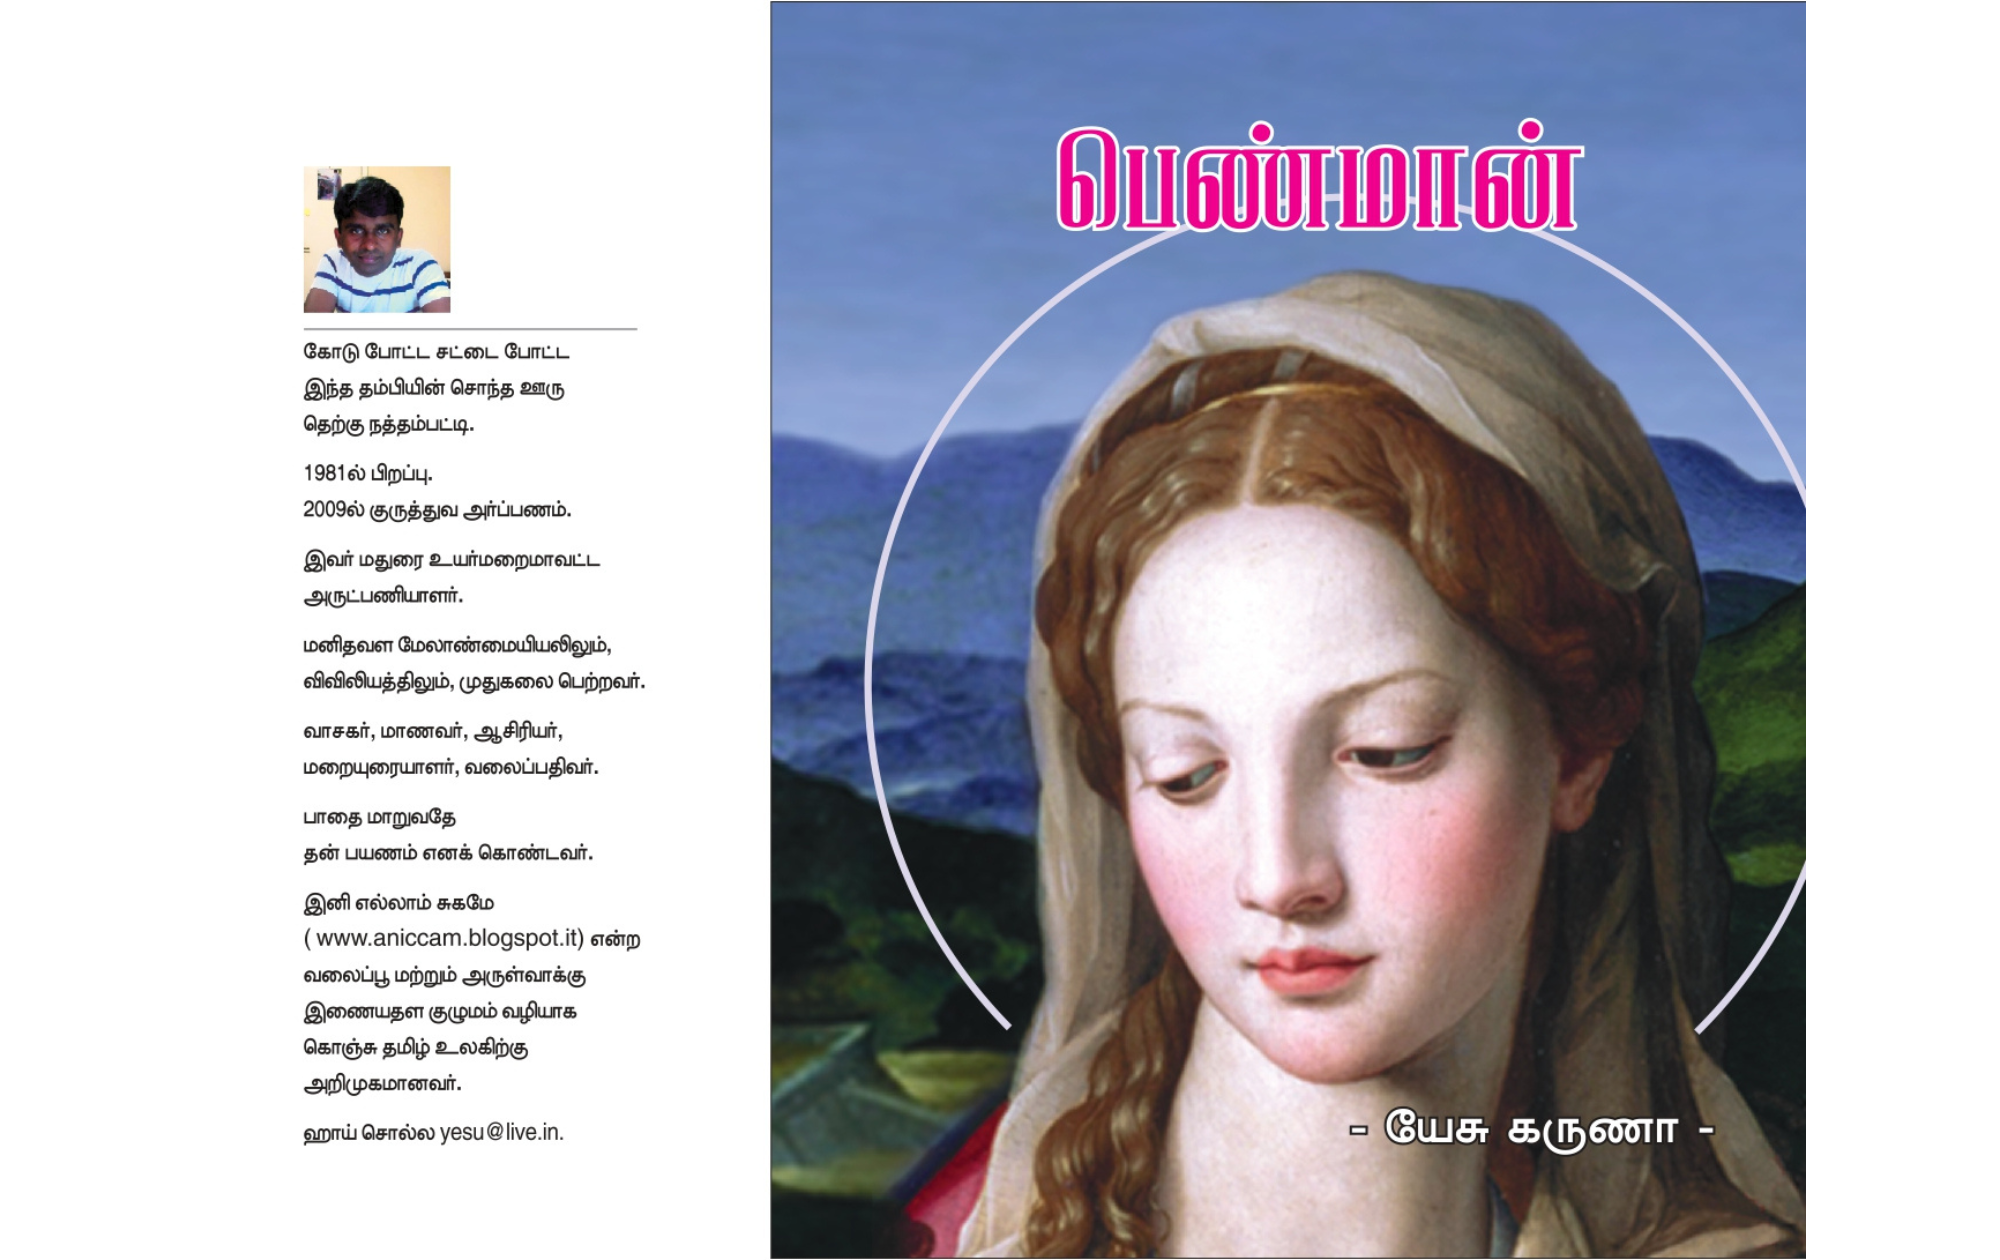 கோடு போட்ட சட்டை போட்ட
இந்த தம்பியின் சொந்த ஊரு
தெற்கு நத்தம்பட்டி.
1981ல் பிறப்பு.
2009ல் குருத்துவ அர்ப்பணம்.
இவர் மதுரை உயர்மறைமாவட்ட
அருட்பணியாளர்.
மனிதவள மேலாண்மையியலிலும்,
விவிலியத்திலும், முதுகலை பெற்றவர்.
வாசகர், மாணவர், ஆசிரியர்,
மறையுரையாளர், வலைப்பதிவர்.
பாதை மாறுவதே
தன் பயணம் எனக் கொண்டவர்.
இனி எல்லாம் சுகமே
( www.aniccam.blogspot.it) என்ற
வலைப்பூ மற்றும் அருள்வாக்கு
இணையதள குழுமம் வழியாக
கொஞ்சு தமிழ் உலகிற்கு
அறிமுகமானவர்.
ஹாய் சொல்ல yesu@live.in.
பெண்மான்
- யேசு கருணா -